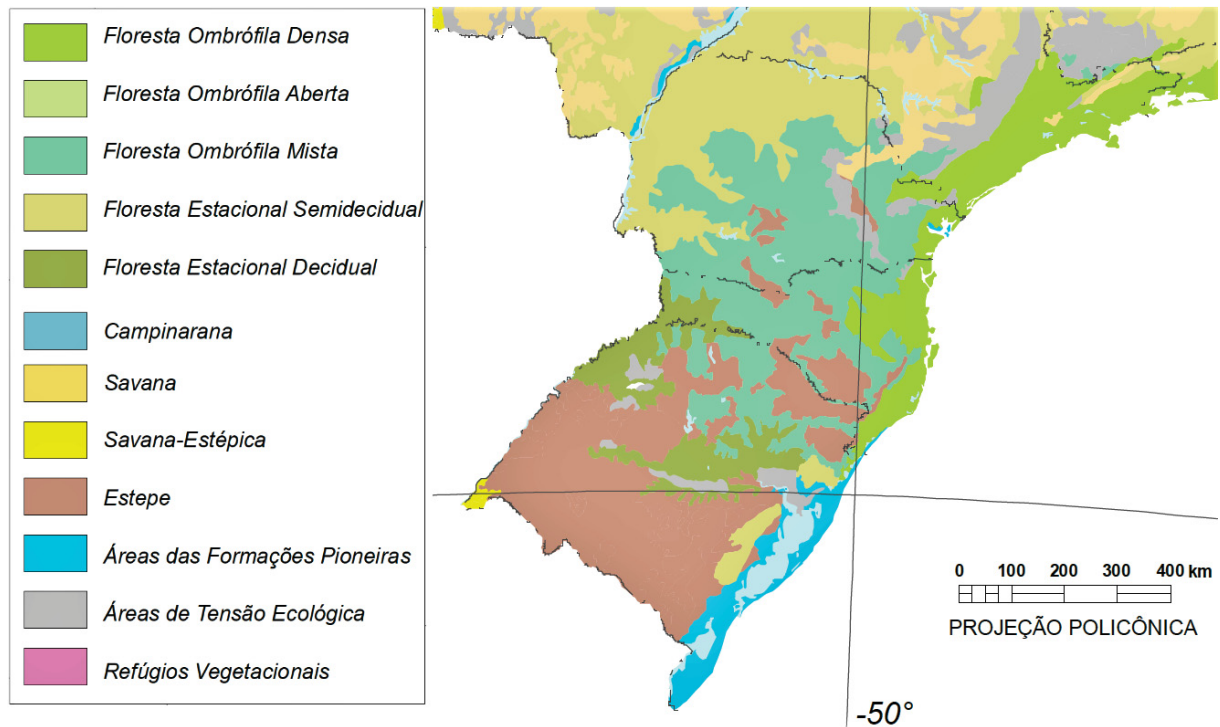 Floresta Ombrófila Densa
Floresta Ombrófila Aberta
Floresta Ombrófila Mista
Floresta Estacional Semidecidual
Floresta Estacional Decidual
Campinarana
Savana
Savana-Estépica
Estepe
Áreas das Formações Pioneiras
Áreas de Tensão Ecológica
Refúgios Vegetacionais
0 100 200 300 400 km
PROJEÇÃO POLICÔNICA
-50°